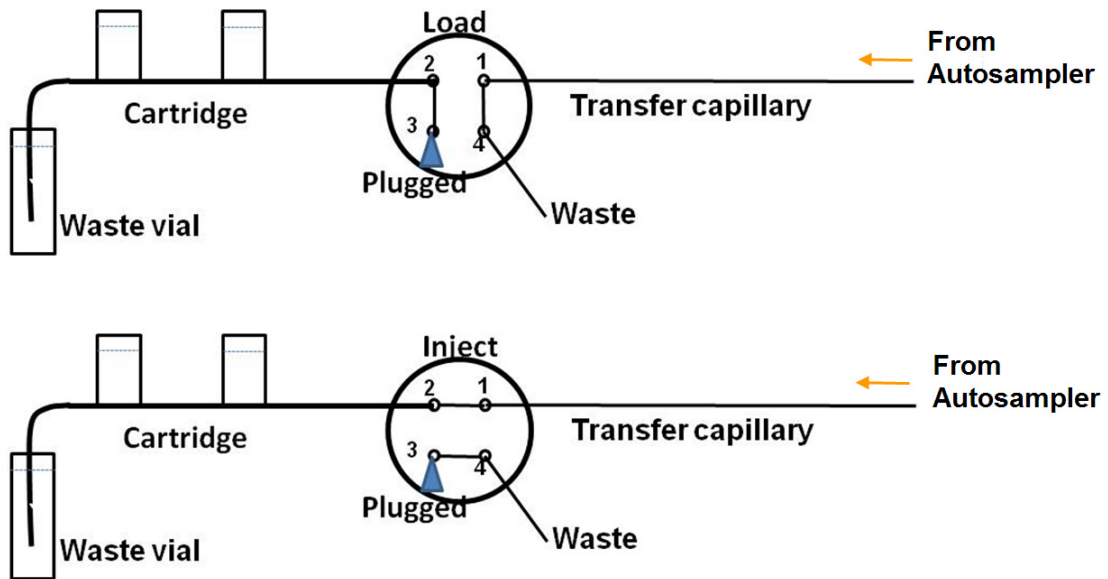 Load
From
Autosampler
2 1
Cartridge
Transfer capillary
3
4
Plugged
Waste
Waste vial
Inject
From
Autosampler
2 1
Cartridge
Transfer capillary
3
4
Plugged
Waste
Waste vial